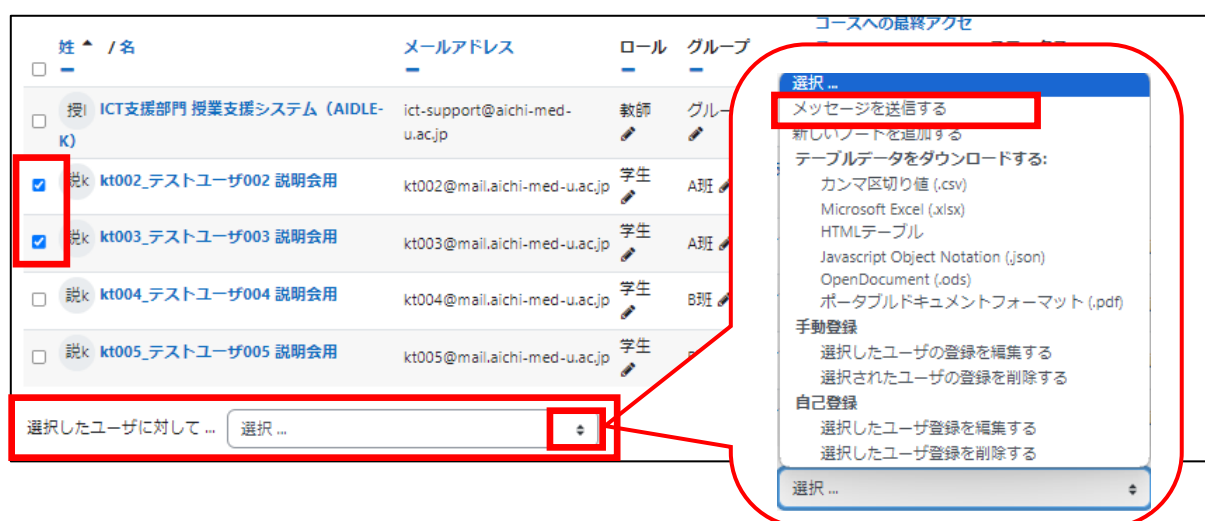 コースへの最終アクセ
姓 / 名 メールアドレス ロール グループ
授I ICT支援部門 授業支援システム（AIDLE-K） ict-support@aichi-med-u.ac.jp 教師 グルー
説k kt002_テストユーザ002 説明会用 kt002@mail.aichi-med-u.ac.jp 学生 A班
説k kt003_テストユーザ003 説明会用 kt003@mail.aichi-med-u.ac.jp 学生 A班
説k kt004_テストユーザ004 説明会用 kt004@mail.aichi-med-u.ac.jp 学生 B班
説k kt005_テストユーザ005 説明会用 kt005@mail.aichi-med-u.ac.jp 学生
選択したユーザに対して ... 選択 ...
選択 ...
メッセージを送信する
新しいノートを追加する
テーブルデータをダウンロードする:
カンマ区切り値 (.csv)
Microsoft Excel (.xlsx)
HTMLテーブル
Javascript Object Notation (.json)
OpenDocument (.ods)
ポータブルドキュメントフォーマット (.pdf)
手動登録
選択したユーザの登録を編集する
選択されたユーザの登録を削除する
自己登録
選択したユーザ登録を編集する
選択したユーザ登録を削除する
選択 ...